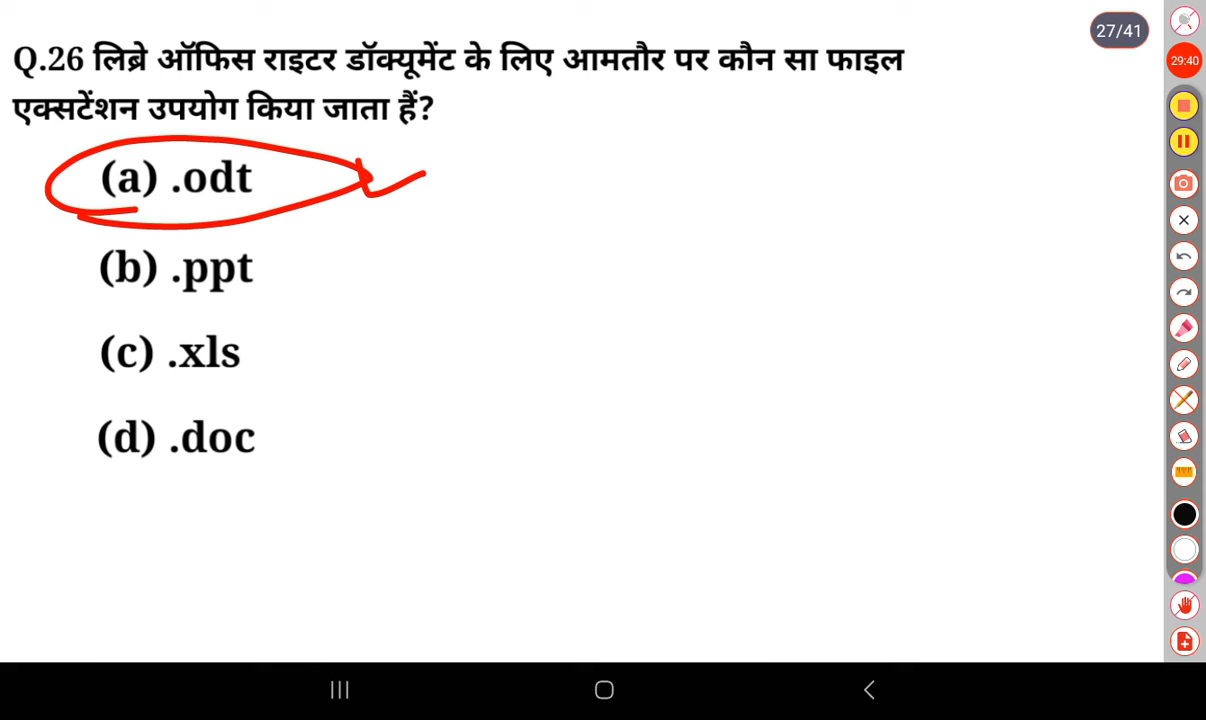 27/41
29:40
Q.26 लिब्रे ऑफिस राइटर डॉक्यूमेंट के लिए आमतौर पर कौन सा फाइल
एक्सटेंशन उपयोग किया जाता हैं?
(a) .odt
(b) .ppt
(c) .xls
(d) .doc